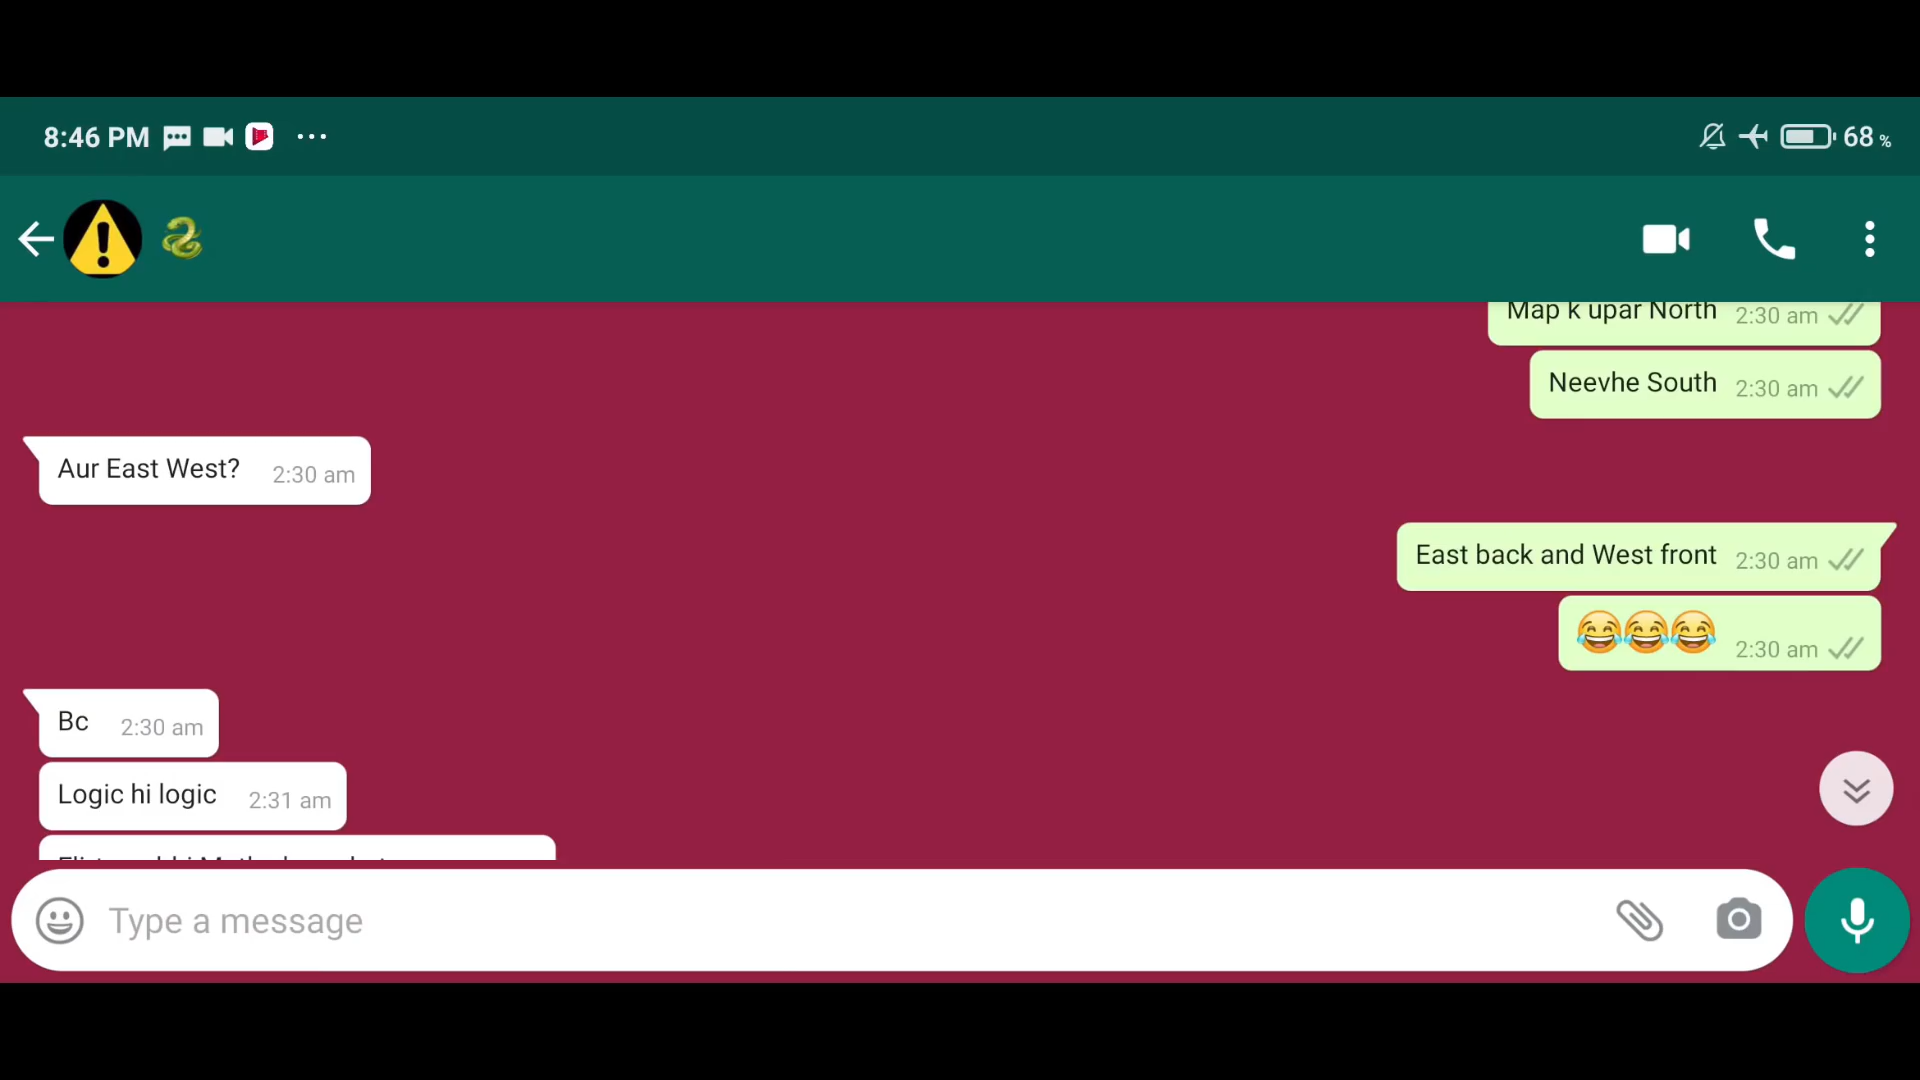 8:46 PM
68 %
Map k upar North 2:30 am
Neevhe South 2:30 am
Aur East West? 2:30 am
East back and West front 2:30 am
😂😂😂 2:30 am
Bc 2:30 am
Logic hi logic 2:31 am
Type a message